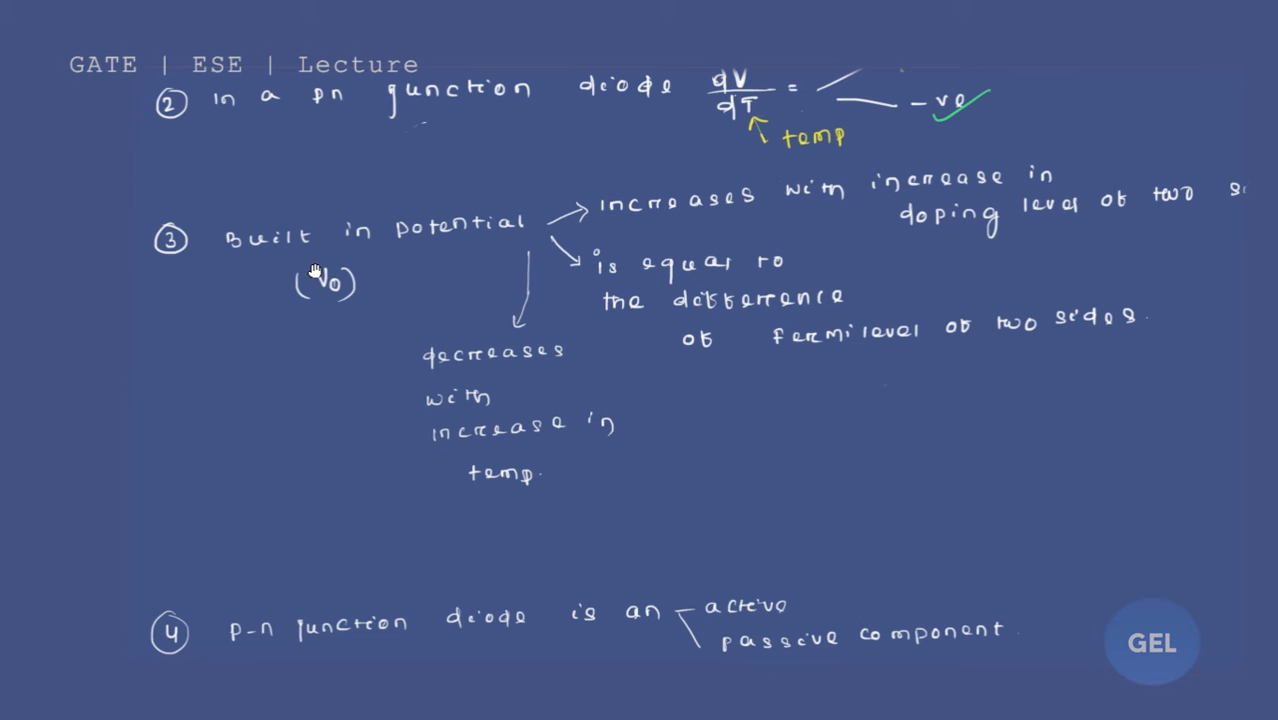 GATE | ESE | Lecture
② In a pn junction diode dV/dT = - ve
temp
③ Built in potential increases with increase in
doping level of two
(V0)
is equal to
the difference
of fermilevel of two sides.
decreases
with
increase in
temp.
④ p-n junction diode is an active
passive component.
GEL